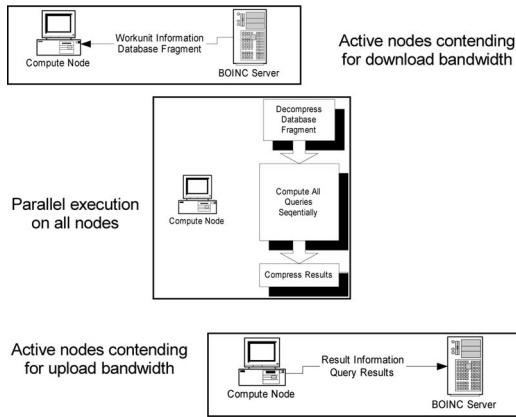 Workunit Information
Database Fragment
Compute Node
BOINC Server
Active nodes contending
for download bandwidth
Decompress
Database
Fragment
Parallel execution
on all nodes
Compute Node
Compute All
Queries
Seqentially
Compress Results
Active nodes contending
for upload bandwidth
Result Information
Query Results
Compute Node
BOINC Server